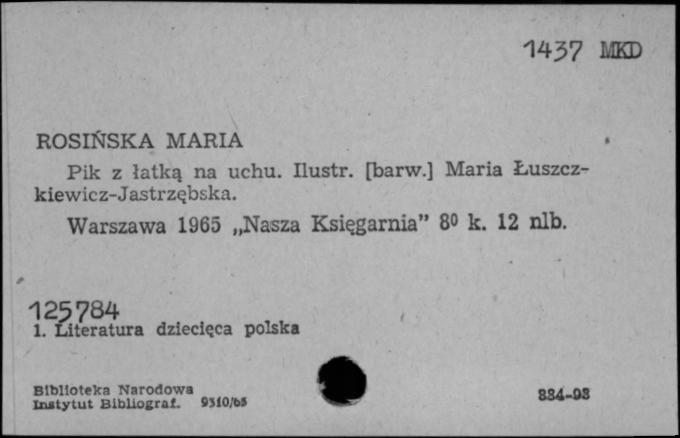 1437 MKD
ROSIŃSKA MARIA
Pik z łatką na uchu. Ilustr. [barw.] Maria Łuszcz-
kiewicz-Jastrzębska.
Warszawa 1965 „Nasza Księgarnia” 8⁰ k. 12 nlb.
125784
1. Literatura dziecięca polska
Biblioteka Narodowa
Instytut Bibliograf. 9310/65
884-93